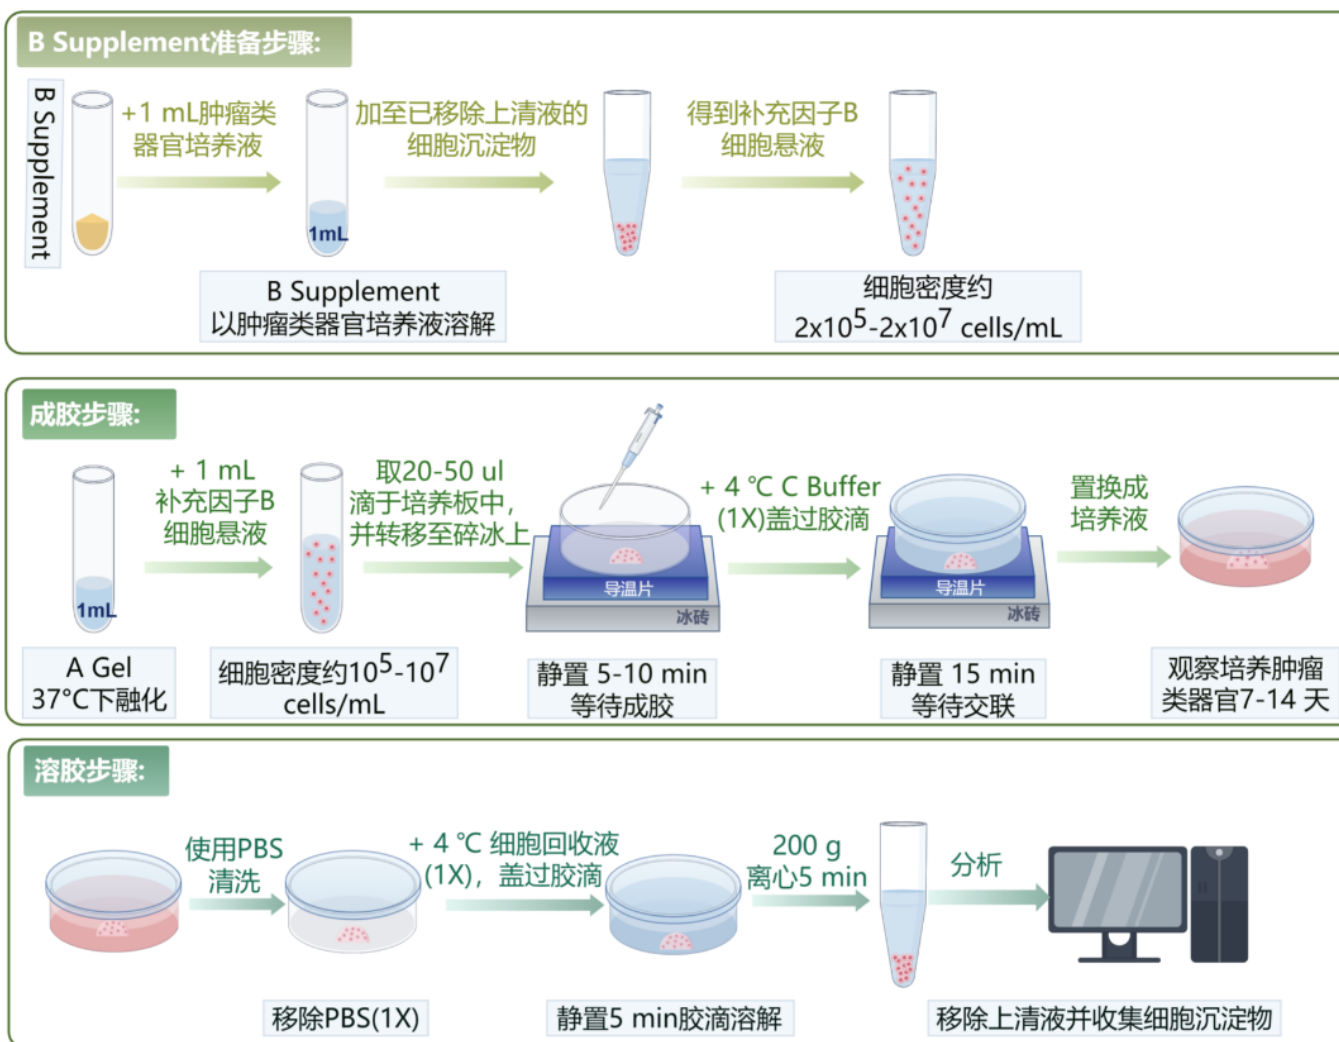 B Supplement准备步骤:
B Supplement
+1 mL肿瘤类
器官培养液
加至已移除上清液的
细胞沉淀物
得到补充因子B
细胞悬液
1mL
B Supplement
以肿瘤类器官培养液溶解
细胞密度约
2x10⁵-2x10⁷ cells/mL
成胶步骤:
+ 1 mL
补充因子B
细胞悬液
取20-50 ul
滴于培养板中,
并转移至碎冰上
+ 4 ℃ C Buffer
(1X)盖过胶滴
置换成
培养液
1mL
导温片
冰砖
导温片
冰砖
A Gel
37°C下融化
细胞密度约10⁵-10⁷
cells/mL
静置 5-10 min
等待成胶
静置 15 min
等待交联
观察培养肿瘤
类器官7-14 天
溶胶步骤:
使用PBS
清洗
+ 4 ℃ 细胞回收液
(1X)，盖过胶滴
200 g
离心5 min
分析
移除PBS(1X)
静置5 min胶滴溶解
移除上清液并收集细胞沉淀物